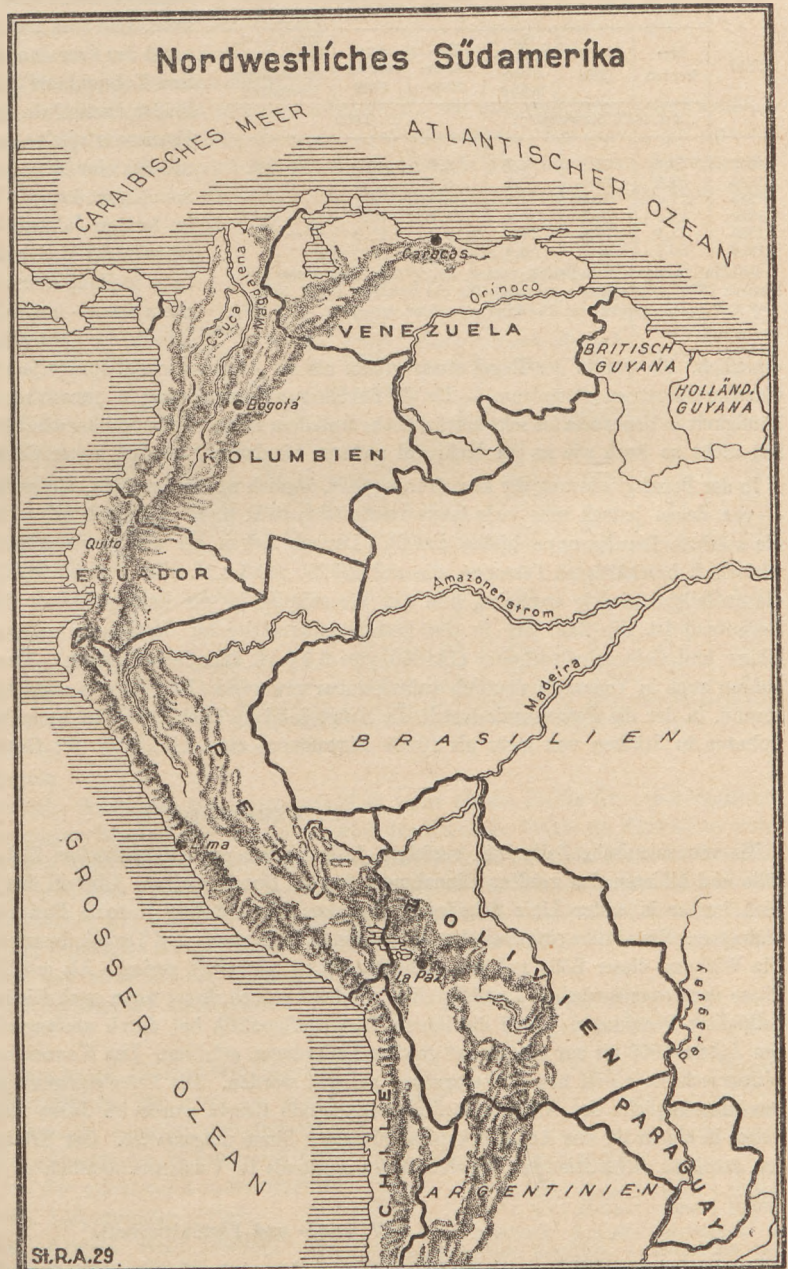 Nordwestliches Südamerika
CARAIBISCHES MEER
ATLANTISCHER OZEAN
Caracas
Orinoco
Magdalena
Cauca
VENEZUELA
BRITISCH
GUYANA
HOLLÄND.
GUYANA
Bogotá
KOLUMBIEN
Quito
ECUADOR
Amazonenstrom
Madeira
BRASILIEN
PERU
Lima
GROSSER OZEAN
BOLIVIEN
La Paz
Paraguay
CHILE
PARAGUAY
ARGENTINIEN
St.R.A.29.